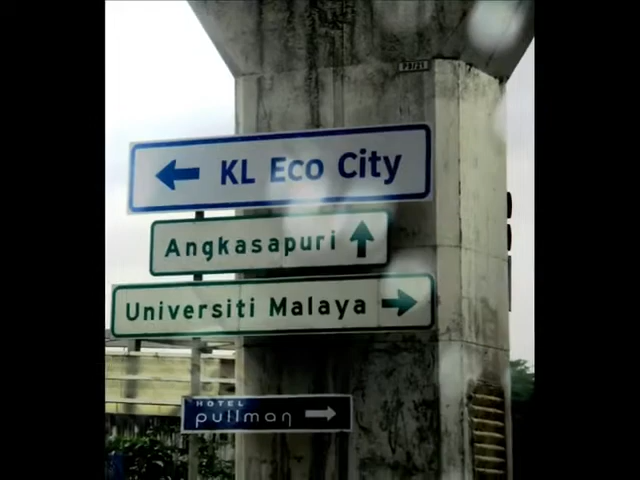 KL Eco City
Angkasapuri
Universiti Malaya
HOTEL
pullman